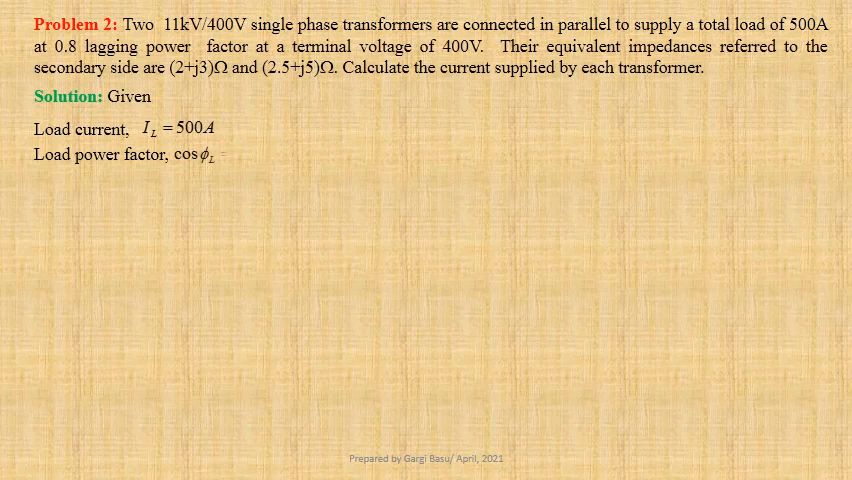 Problem 2: Two 11kV/400V single phase transformers are connected in parallel to supply a total load of 500A
at 0.8 lagging power factor at a terminal voltage of 400V. Their equivalent impedances referred to the
secondary side are (2+j3)Ω and (2.5+j5)Ω. Calculate the current supplied by each transformer.
Solution: Given
Load current, I_L = 500A
Load power factor, cos ϕ_L =
Prepared by Gargi Basu/ April, 2021